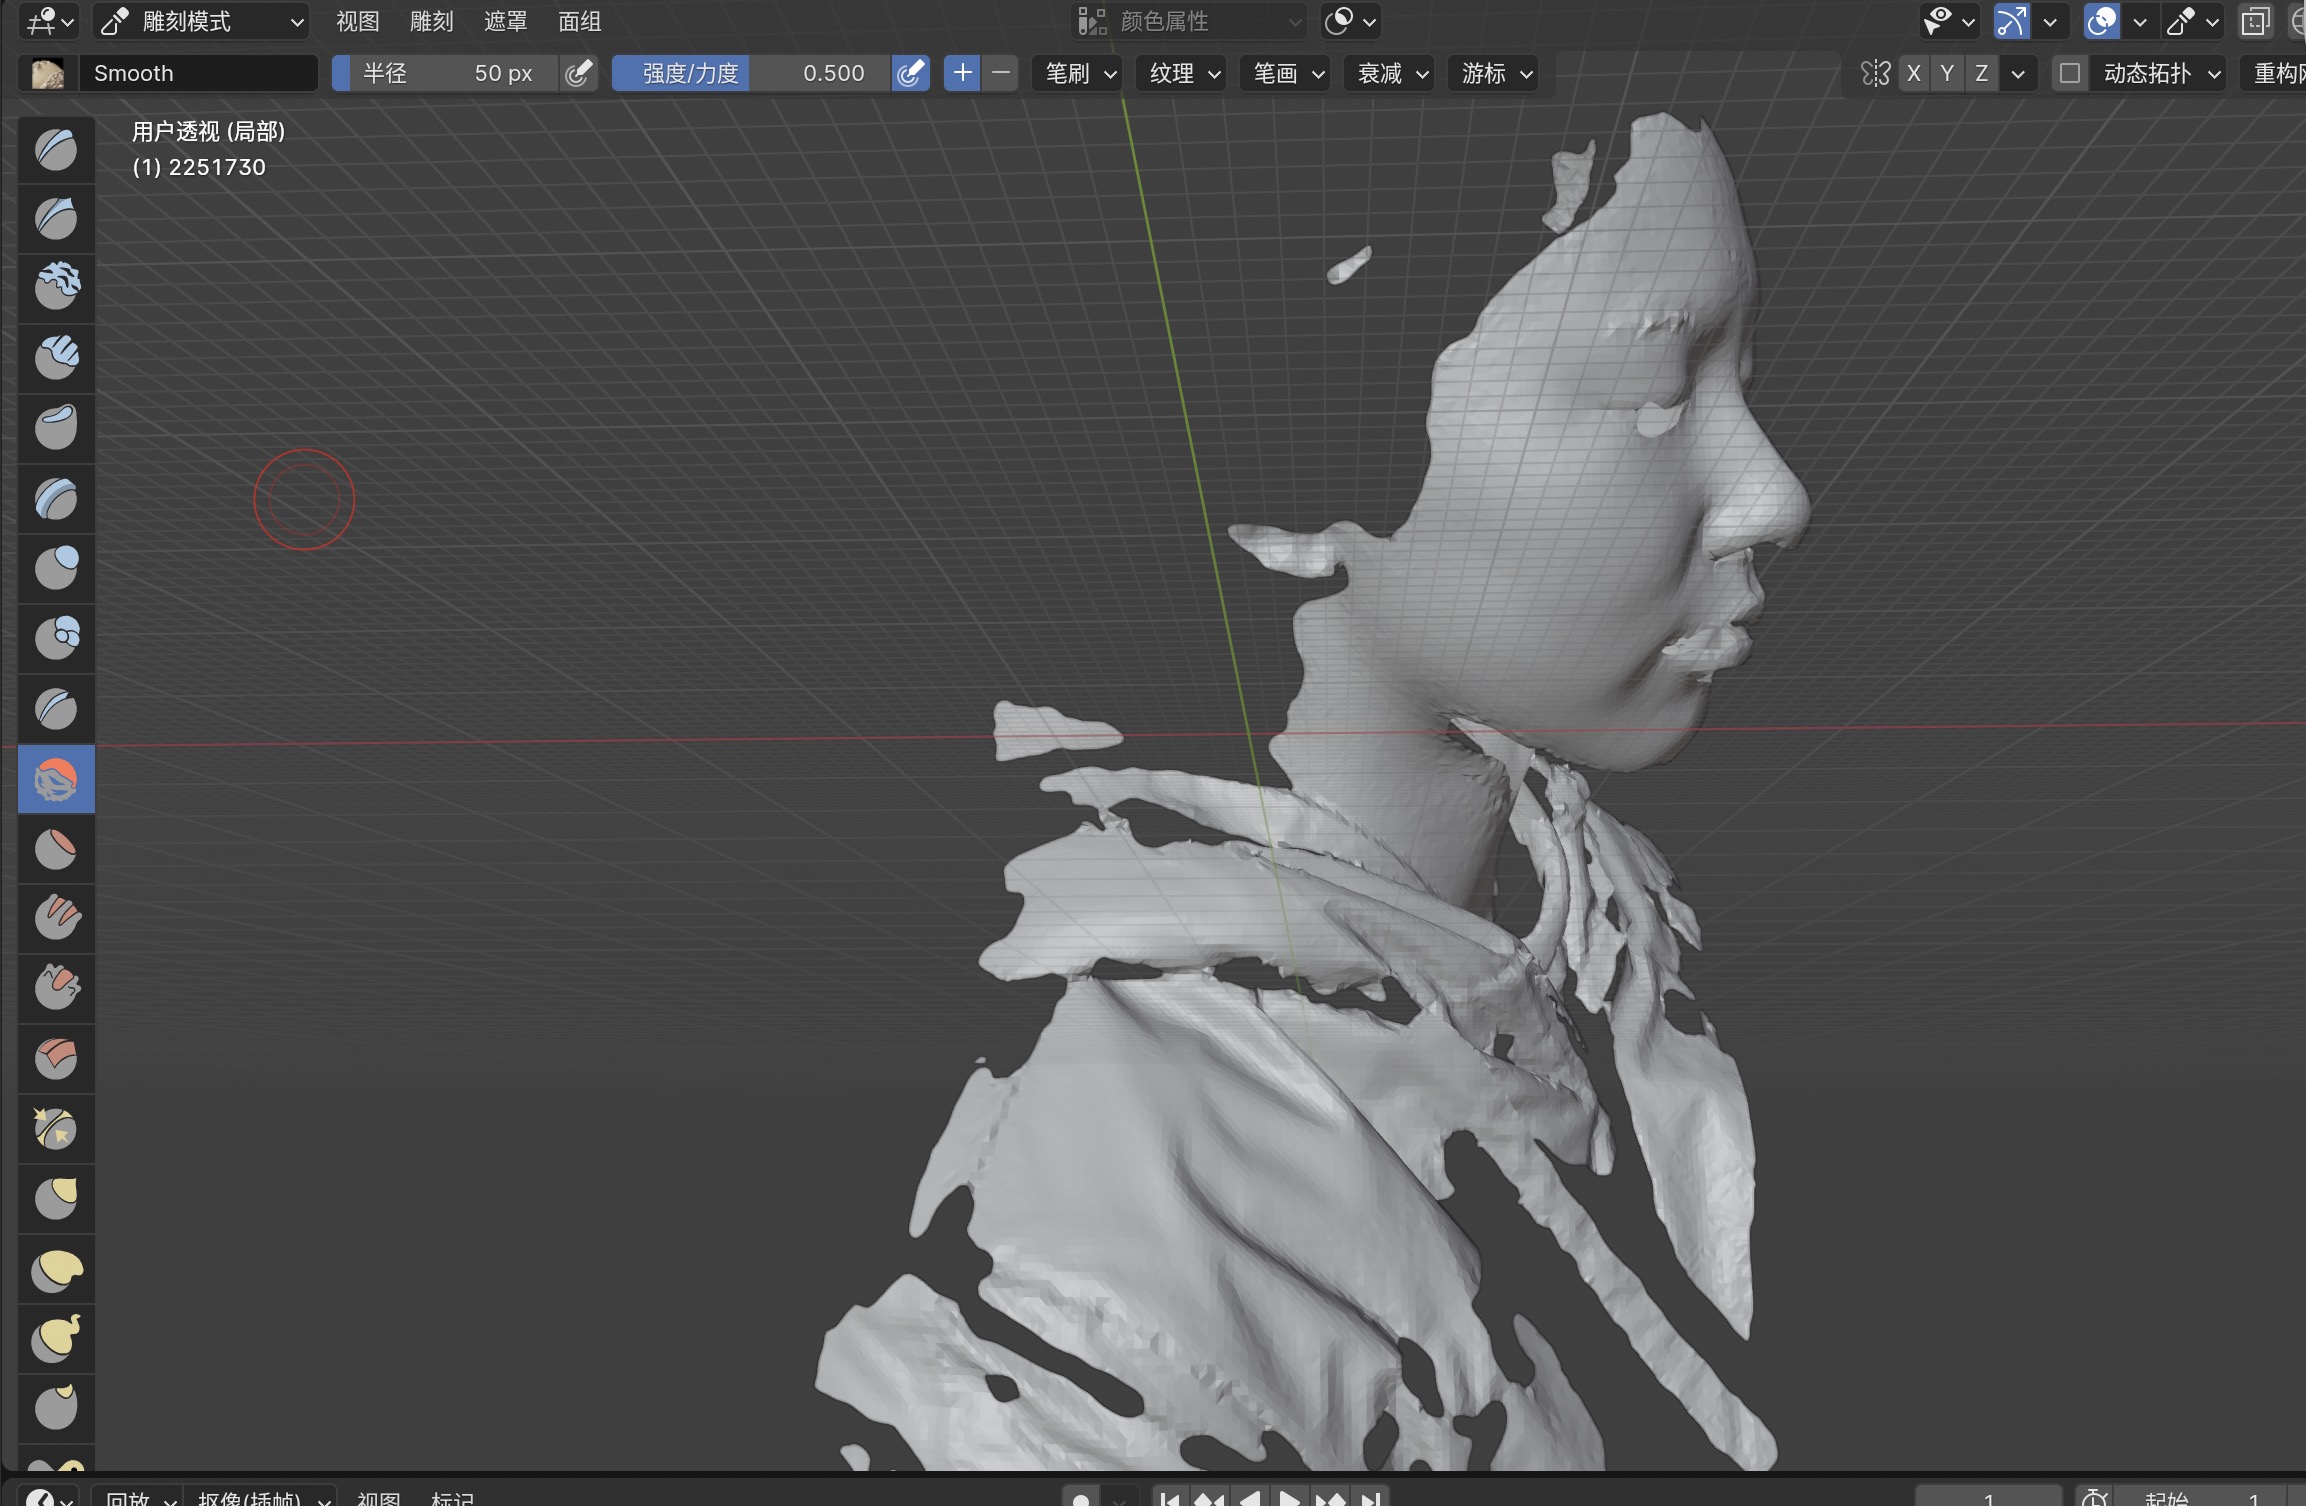 雕刻模式 视图 雕刻 遮罩 面组 颜色属性
Smooth 半径 50 px 强度/力度 0.500 笔刷 纹理 笔画 衰减 游标 X Y Z 动态拓扑 重构
用户透视 (局部)
(1) 2251730
回放 抠像(插帧) 视图 标记 1 起始 1